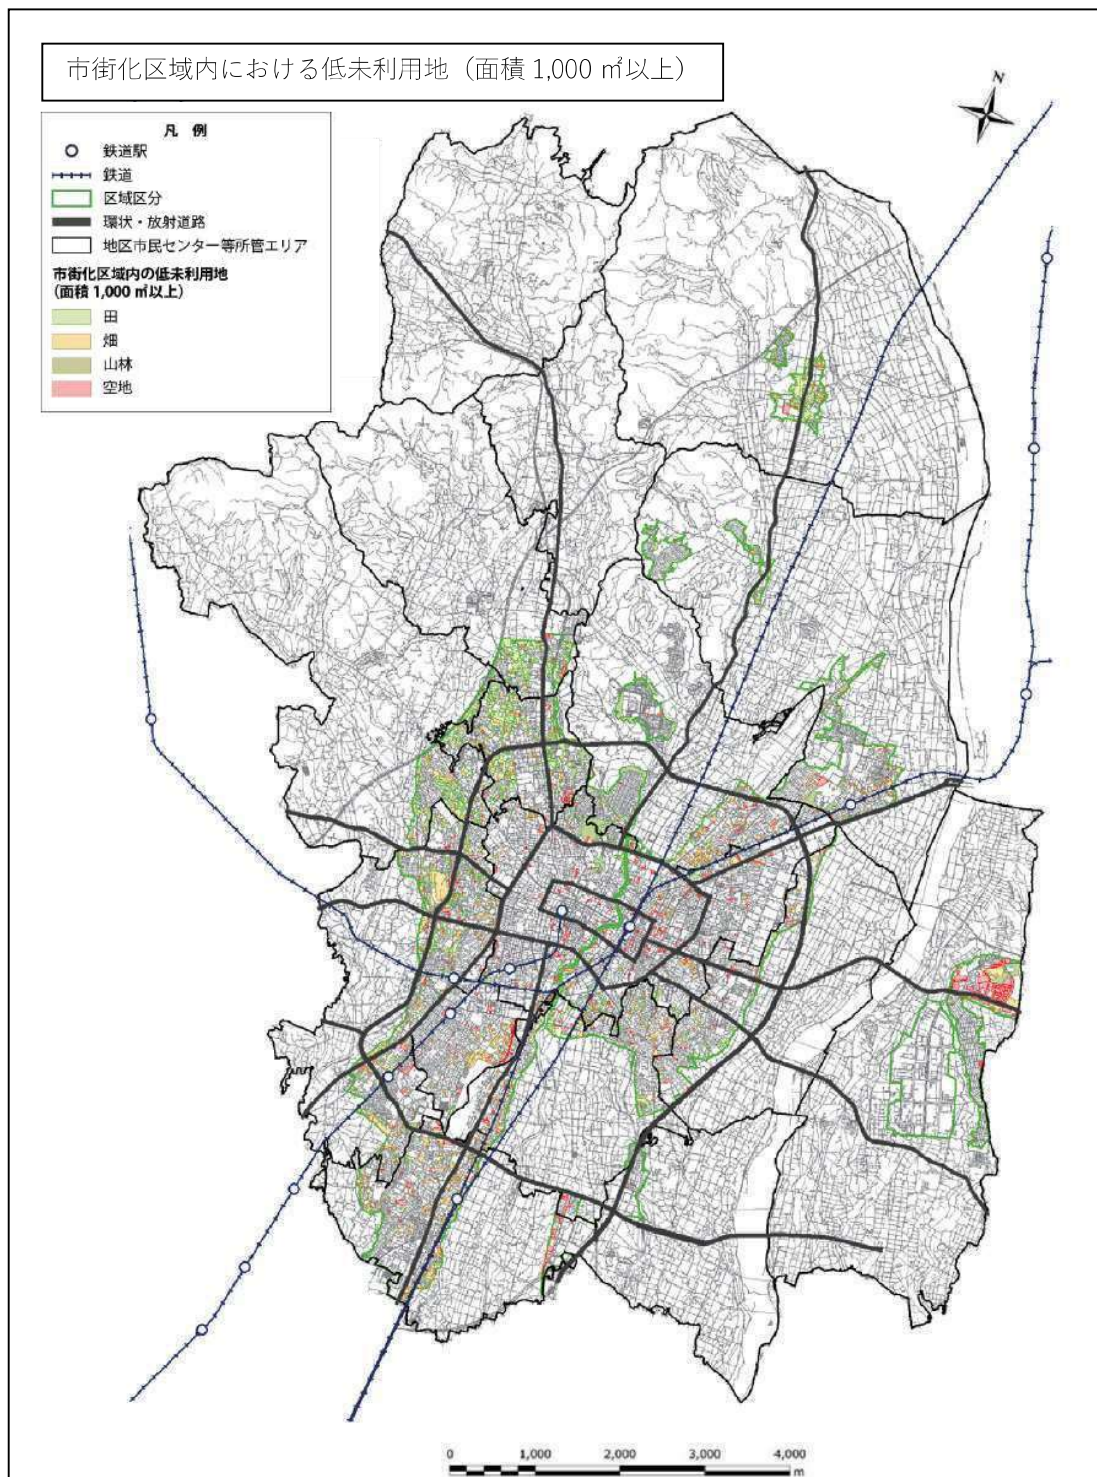 市街化区域内における低未利用地（面積 1,000 ㎡以上）
N
凡 例
鉄道駅
鉄道
区域区分
環状・放射道路
地区市民センター等所管エリア
市街化区域内の低未利用地
（面積 1,000 ㎡以上）
田
畑
山林
空地
0 1,000 2,000 3,000 4,000
m